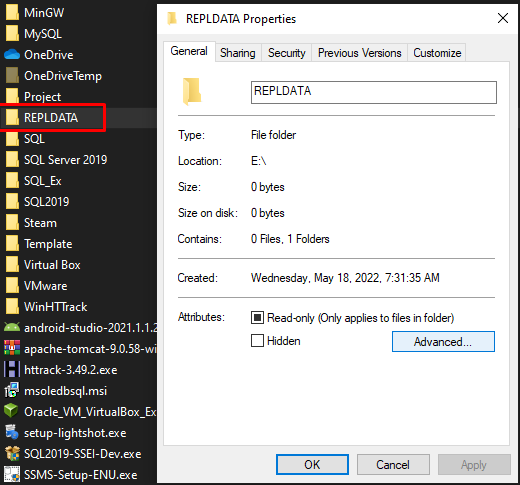 MinGW
MySQL
OneDrive
OneDriveTemp
Project
REPLDATA
SQL
SQL Server 2019
SQL_Ex
SQL2019
Steam
Template
Virtual Box
VMware
WinHTTrack
android-studio-2021.1.1.2
apache-tomcat-9.0.58-wi
httrack-3.49.2.exe
msoledbsql.msi
Oracle_VM_VirtualBox_Ex
setup-lightshot.exe
SQL2019-SSEI-Dev.exe
SSMS-Setup-ENU.exe
REPLDATA Properties
General Sharing Security Previous Versions Customize
REPLDATA
Type: File folder
Location: E:\
Size: 0 bytes
Size on disk: 0 bytes
Contains: 0 Files, 1 Folders
Created: Wednesday, May 18, 2022, 7:31:35 AM
Attributes: Read-only (Only applies to files in folder)
Hidden Advanced...
OK Cancel Apply